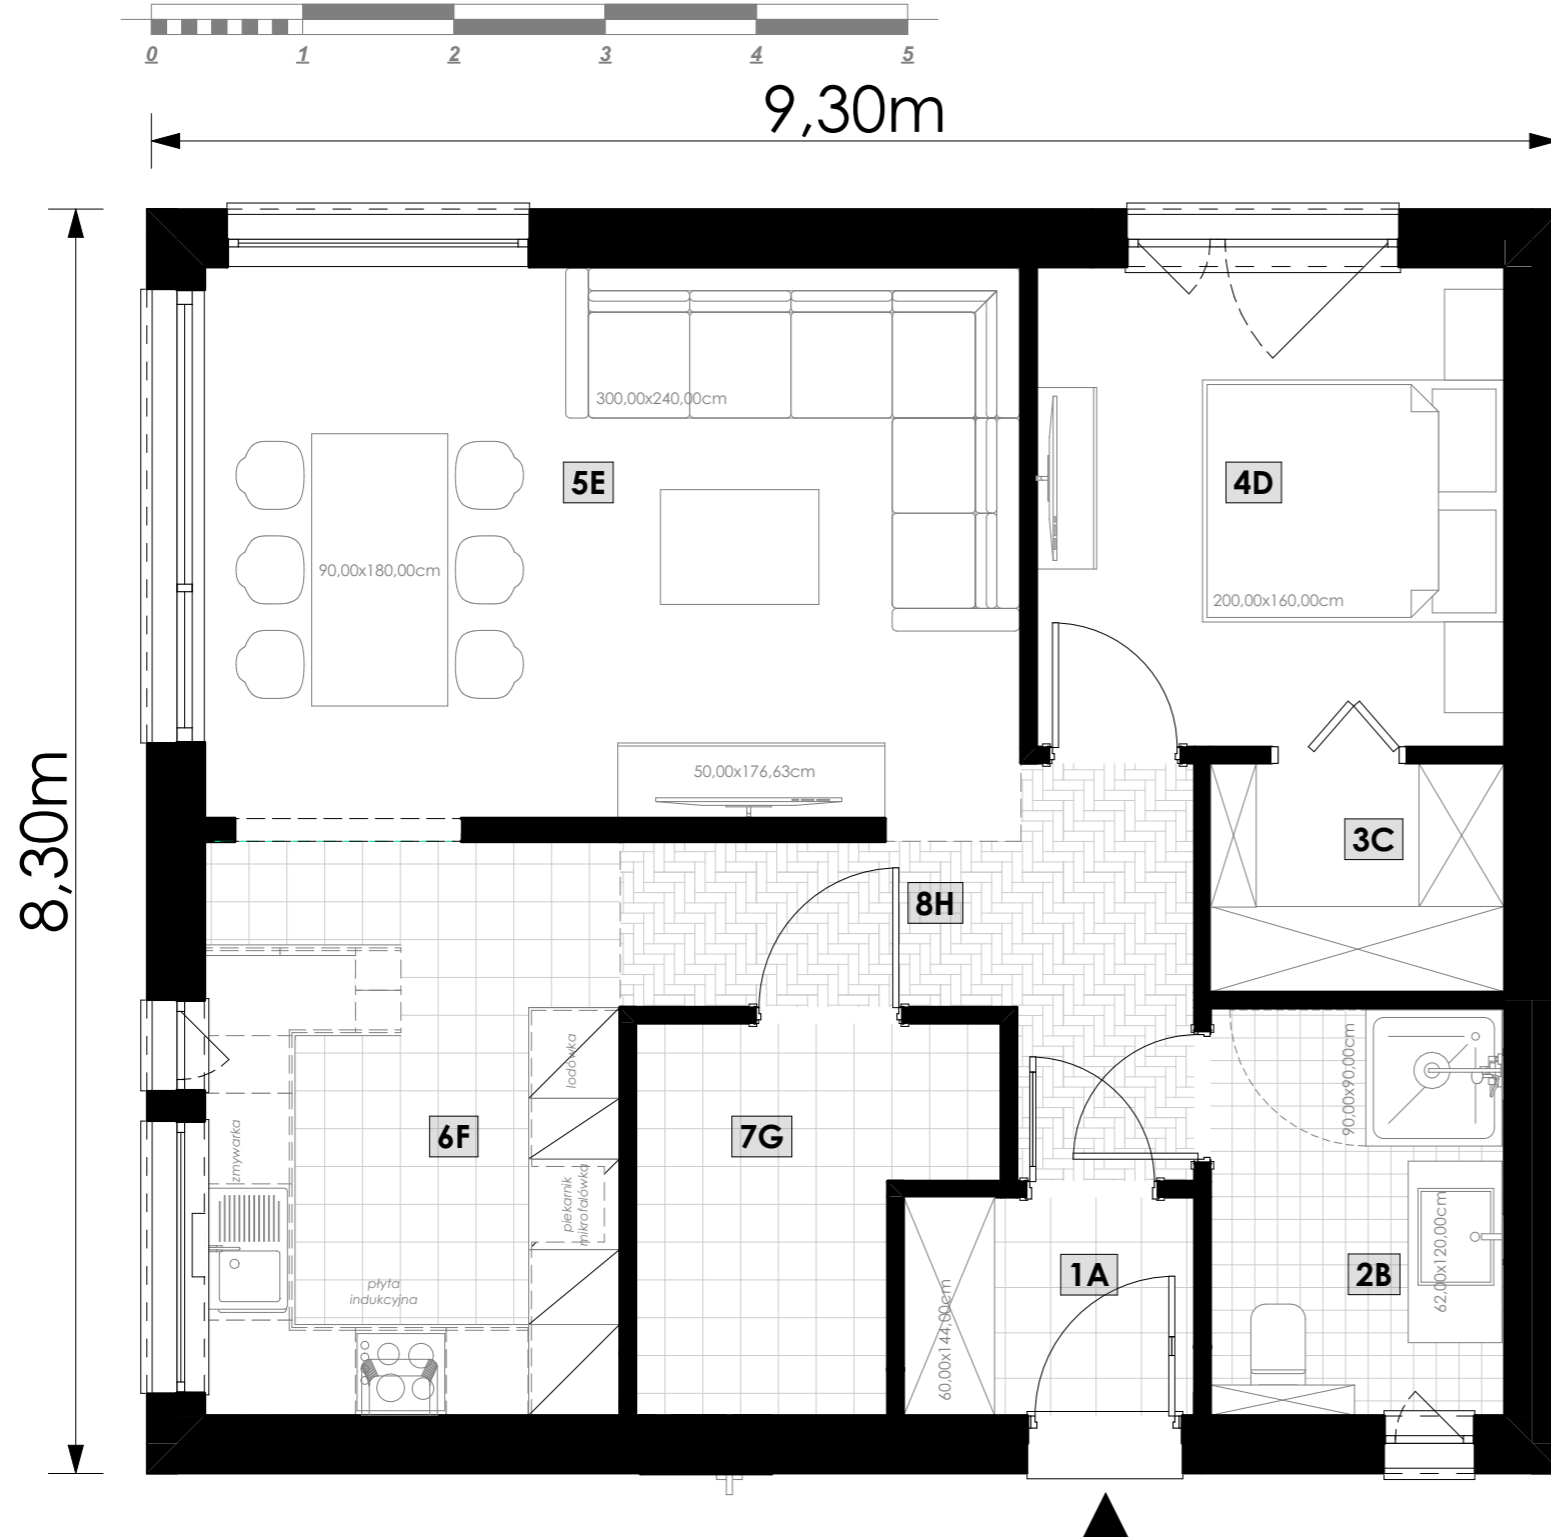 0 1 2 3 4 5
9,30m
8,30m
300,00x240,00cm
5E
4D
90,00x180,00cm
200,00x160,00cm
50,00x176,63cm
3C
8H
lodówka
90,00x90,00cm
zmywarka
6F
7G
piekarnik
mikrofalówka
62,00x120,00cm
1A
2B
płyta
indukcyjna
60,00x144,00cm